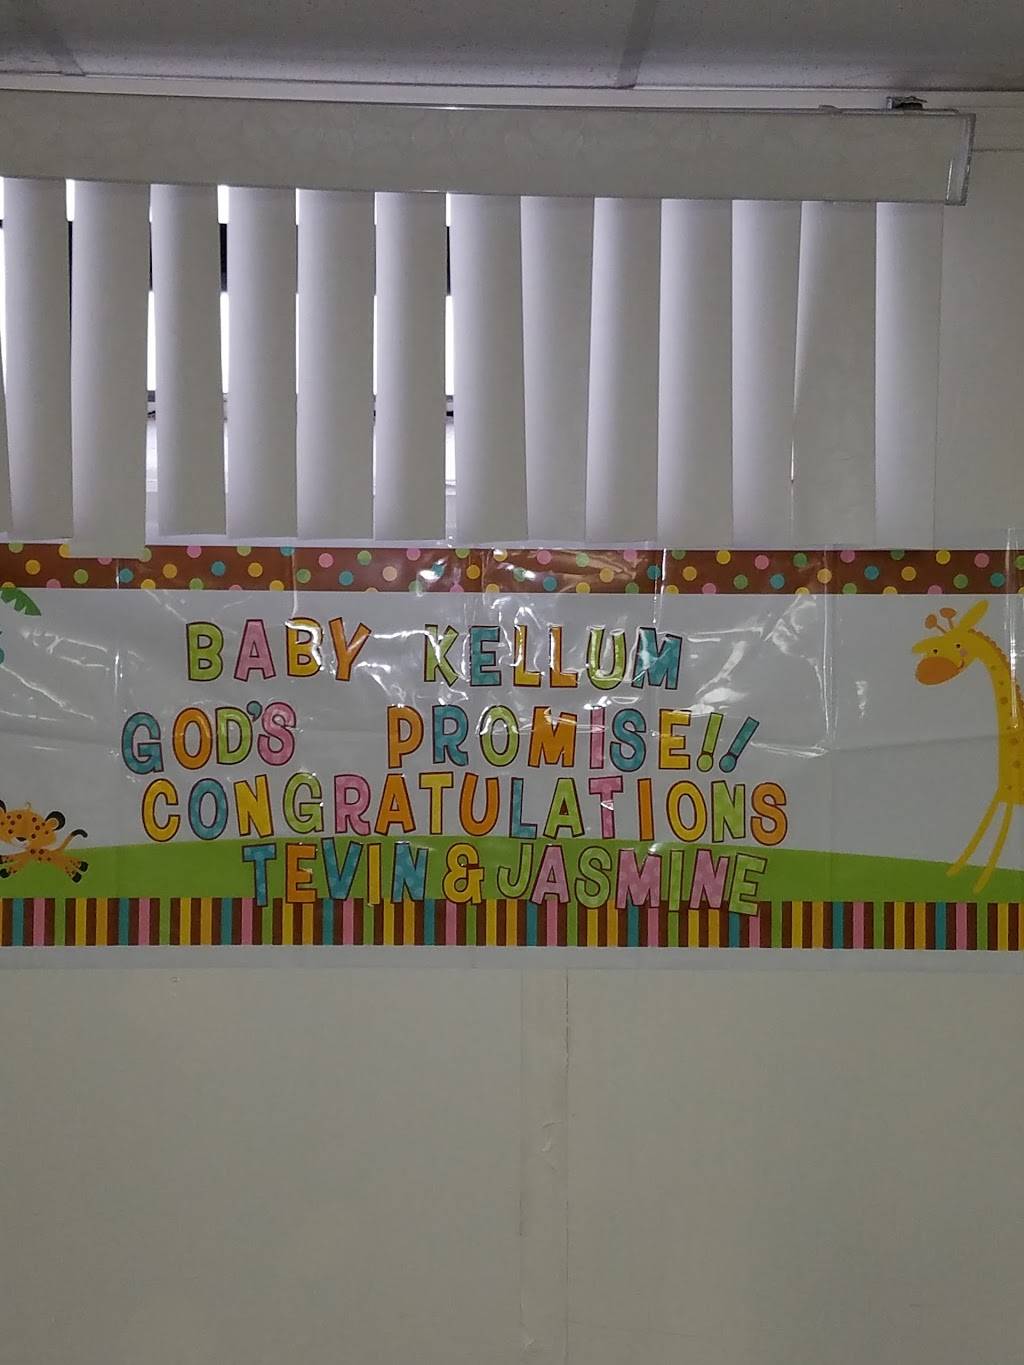 BABY KELLUM
GOD'S PROMISE!!
CONGRATULATIONS
TEVIN & JASMINE